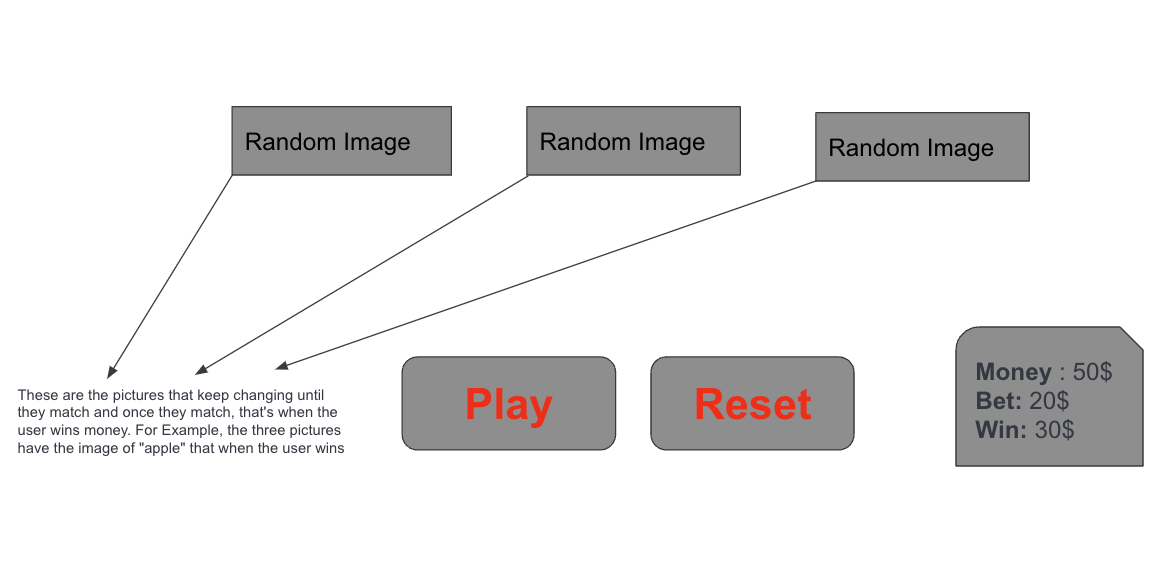 Random Image
Random Image
Random Image
These are the pictures that keep changing until
they match and once they match, that's when the
user wins money. For Example, the three pictures
have the image of "apple" that when the user wins
Play
Reset
Money : 50$
Bet: 20$
Win: 30$